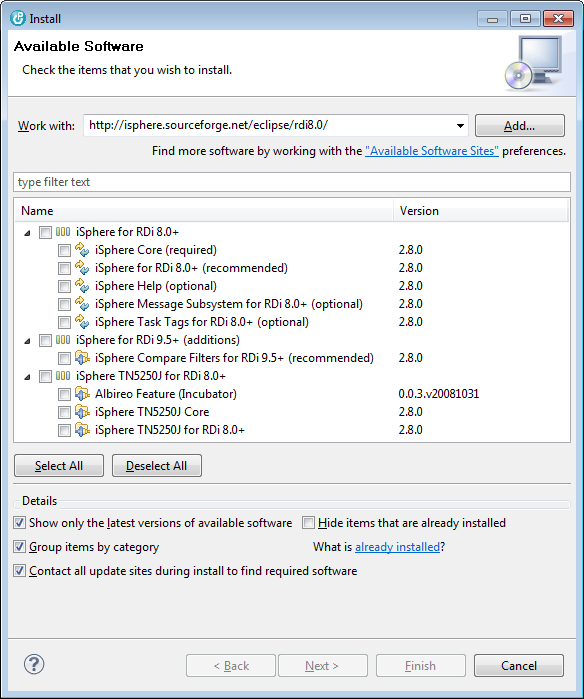 Install
Available Software
Check the items that you wish to install.
Work with: http://isphere.sourceforge.net/eclipse/rdi8.0/ Add...
Find more software by working with the "Available Software Sites" preferences.
type filter text
Name Version
iSphere for RDi 8.0+
iSphere Core (required) 2.8.0
iSphere for RDi 8.0+ (recommended) 2.8.0
iSphere Help (optional) 2.8.0
iSphere Message Subsystem for RDi 8.0+ (optional) 2.8.0
iSphere Task Tags for RDi 8.0+ (optional) 2.8.0
iSphere for RDi 9.5+ (additions)
iSphere Compare Filters for RDi 9.5+ (recommended) 2.8.0
iSphere TN5250J for RDi 8.0+
Albireo Feature (Incubator) 0.0.3.v20081031
iSphere TN5250J Core 2.8.0
iSphere TN5250J for RDi 8.0+ 2.8.0
Select All Deselect All
Details
Show only the latest versions of available software Hide items that are already installed
Group items by category What is already installed?
Contact all update sites during install to find required software
? < Back Next > Finish Cancel